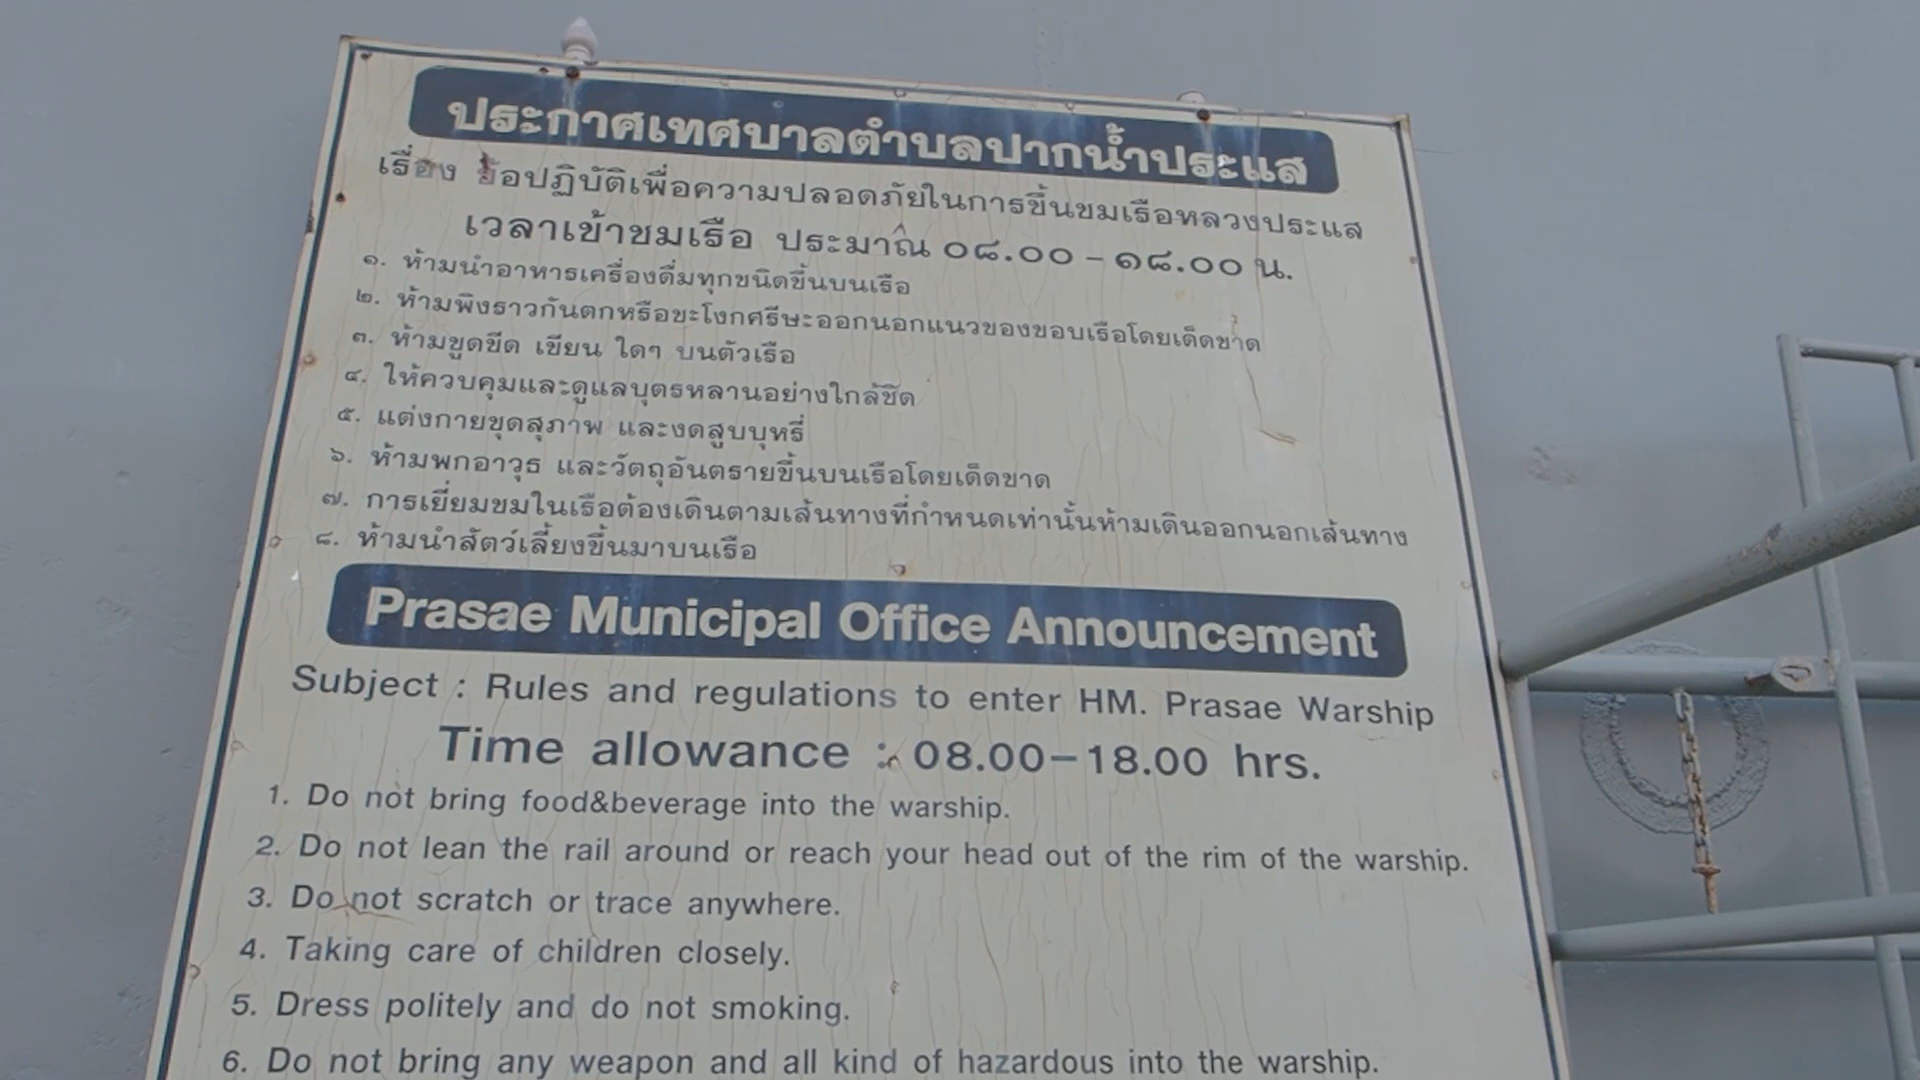 ประกาศเทศบาลตำบลปากน้ำประแส
เรื่อง ข้อปฏิบัติเพื่อความปลอดภัยในการขึ้นชมเรือหลวงประแส
เวลาเข้าชมเรือ ประมาณ ๐๘.๐๐ - ๑๘.๐๐ น.
๑. ห้ามนำอาหารเครื่องดื่มทุกชนิดขึ้นบนเรือ
๒. ห้ามพิงราวกันตกหรือชะโงกศรีษะออกนอกแนวของขอบเรือโดยเด็ดขาด
๓. ห้ามขูดขีด เขียน ใดๆ บนตัวเรือ
๔. ให้ควบคุมและดูแลบุตรหลานอย่างใกล้ชิด
๕. แต่งกายชุดสุภาพ และงดสูบบุหรี่
๖. ห้ามพกอาวุธ และวัตถุอันตรายขึ้นบนเรือโดยเด็ดขาด
๗. การเยี่ยมชมในเรือต้องเดินตามเส้นทางที่กำหนดเท่านั้นห้ามเดินออกนอกเส้นทาง
๘. ห้ามนำสัตว์เลี้ยงขึ้นมาบนเรือ
Prasae Municipal Office Announcement
Subject : Rules and regulations to enter HM. Prasae Warship
Time allowance : 08.00-18.00 hrs.
1. Do not bring food&beverage into the warship.
2. Do not lean the rail around or reach your head out of the rim of the warship.
3. Do not scratch or trace anywhere.
4. Taking care of children closely.
5. Dress politely and do not smoking.
6. Do not bring any weapon and all kind of hazardous into the warship.